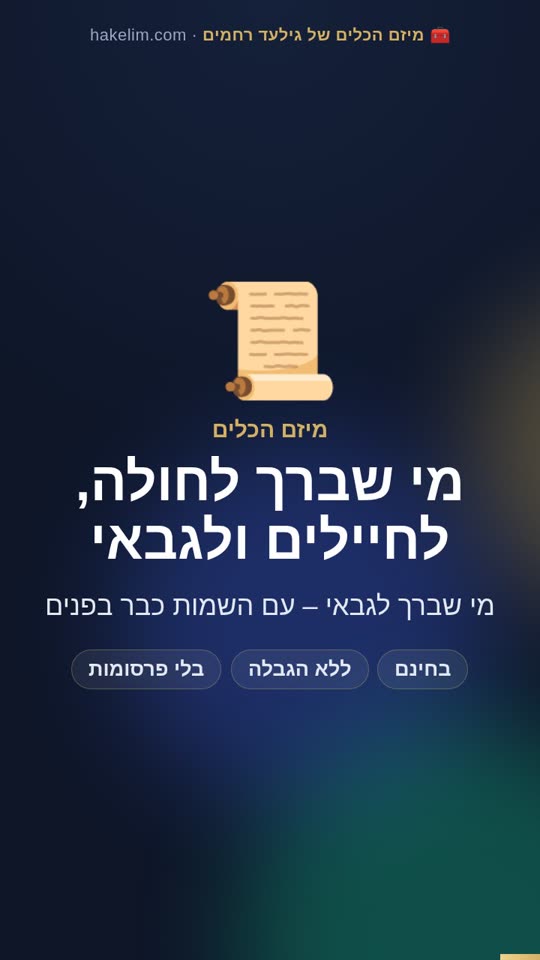 🧰 מיזם הכלים של גילעד רחמים · hakelim.com
מיזם הכלים
מי שברך לחולה,
לחיילים ולגבאי
מי שברך לגבאי – עם השמות כבר בפנים
בחינם
ללא הגבלה
בלי פרסומות